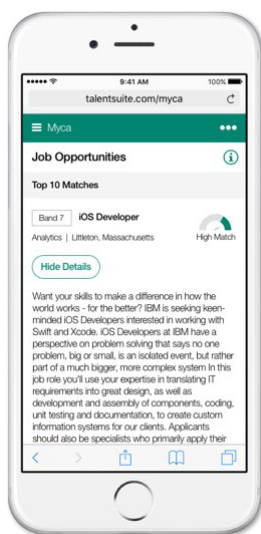 9:41 AM
100%
talentsuite.com/myca
Myca
Job Opportunities
Top 10 Matches
Band 7
iOS Developer
Analytics | Littleton, Massachusetts
High Match
Hide Details
Want your skills to make a difference in how the
world works - for the better? IBM is seeking keen-
minded iOS Developers interested in working with
Swift and Xcode. iOS Developers at IBM have a
perspective on problem solving that says no one
problem, big or small, is an isolated event, but rather
part of a much bigger, more complex system In this
job role you'll use your expertise in translating IT
requirements into great design, as well as
development and assembly of components, coding,
unit testing and documentation, to create custom
information systems for our clients. Applicants
should also be specialists who primarily apply their